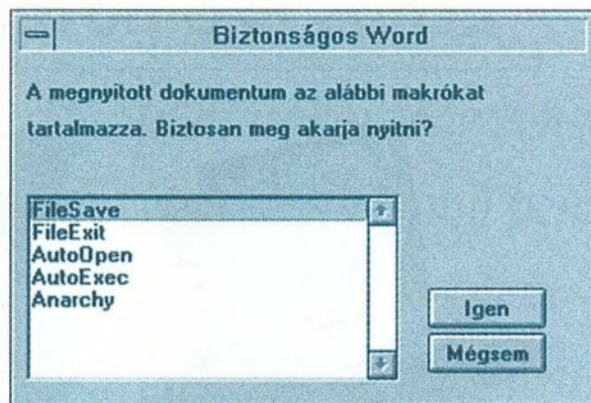 Biztonságos Word
A megnyitott dokumentum az alábbi makrókat
tartalmazza. Biztosan meg akarja nyitni?
FileSave
FileExit
AutoOpen
AutoExec
Anarchy
Igen
Mégsem